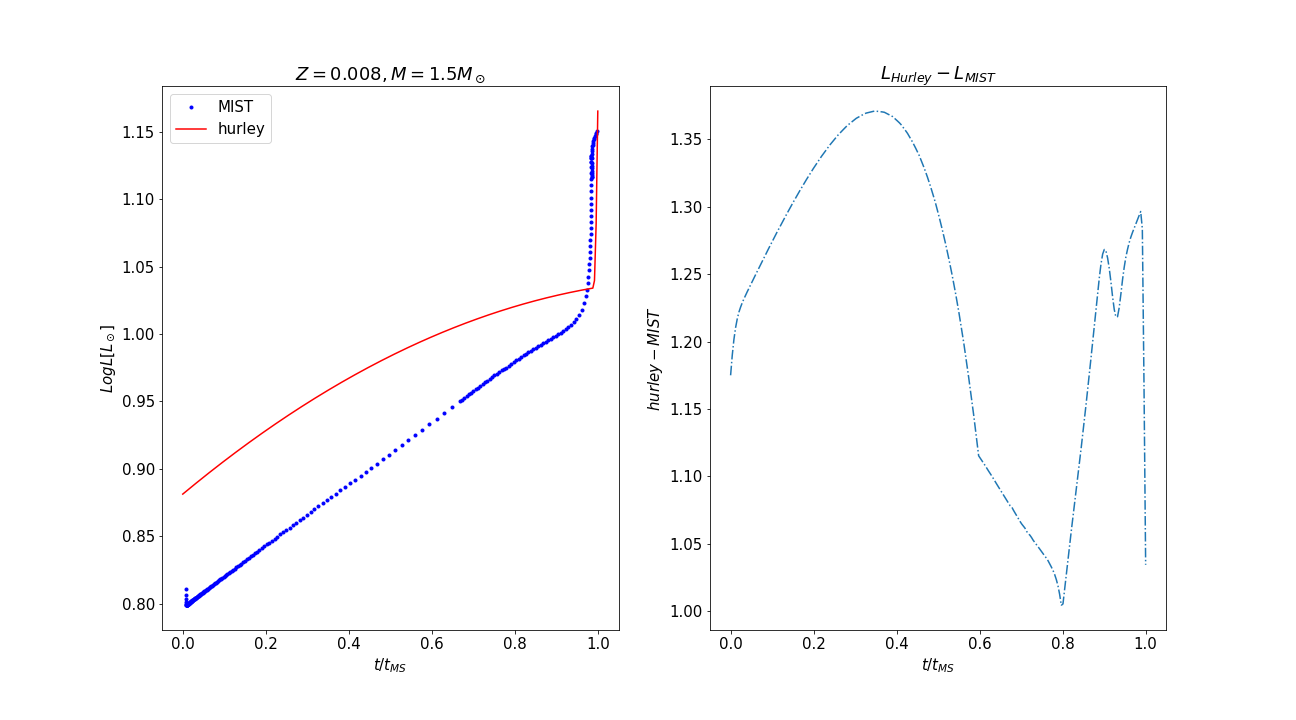 Z = 0.008, M = 1.5M⊙
MIST
hurley
LogL[L⊙]
1.15
1.10
1.05
1.00
0.95
0.90
0.85
0.80
0.0 0.2 0.4 0.6 0.8 1.0
t/tMS
LHurley − LMIST
hurley − MIST
1.35
1.30
1.25
1.20
1.15
1.10
1.05
1.00
0.0 0.2 0.4 0.6 0.8 1.0
t/tMS